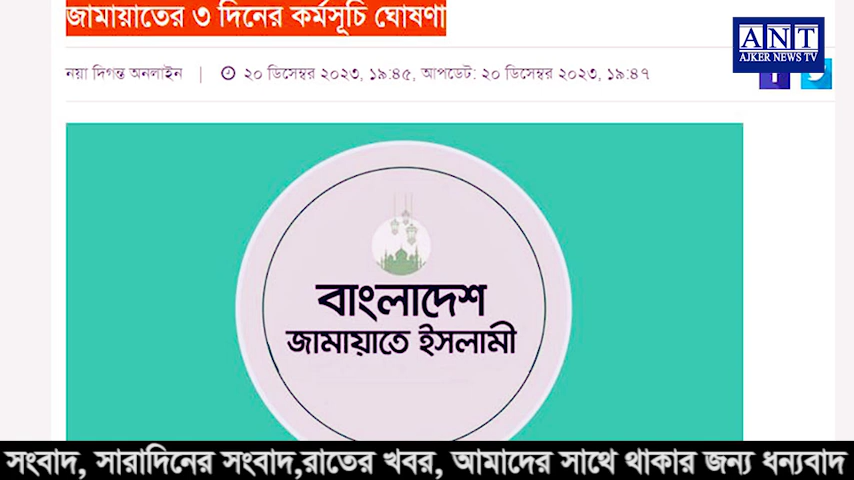 জামায়াতের ৩ দিনের কর্মসূচি ঘোষণা
ANT
AJKER NEWS TV
নয়া দিগন্ত অনলাইন | ২০ ডিসেম্বর ২০২৩, ১৯:৪৫, আপডেট: ২০ ডিসেম্বর ২০২৩, ১৯:৪৭
বাংলাদেশ
জামায়াতে ইসলামী
সংবাদ, সারাদিনের সংবাদ,রাতের খবর, আমাদের সাথে থাকার জন্য ধন্যবাদ